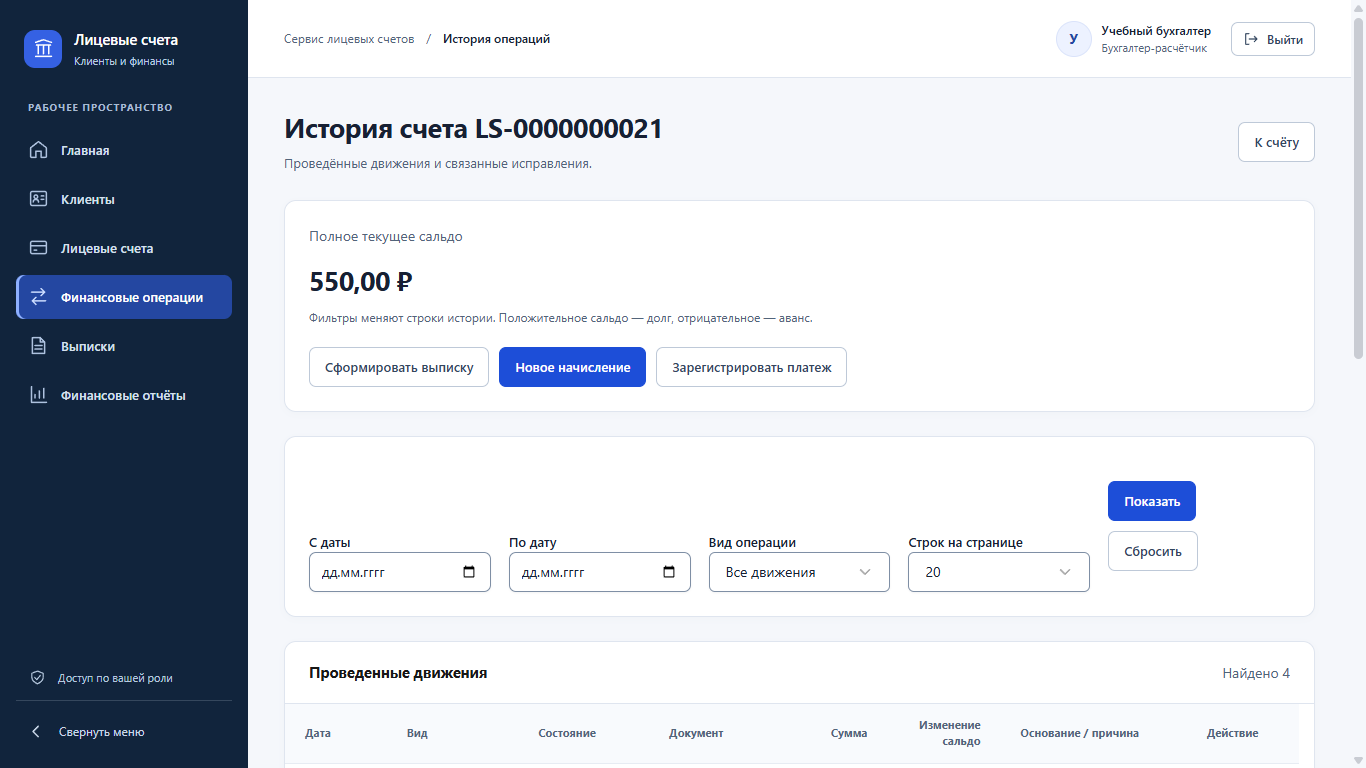 Лицевые счета
Клиенты и финансы
РАБОЧЕЕ ПРОСТРАНСТВО
Главная
Клиенты
Лицевые счета
Финансовые операции
Выписки
Финансовые отчёты
Доступ по вашей роли
Свернуть меню
Сервис лицевых счетов / История операций
У
Учебный бухгалтер
Бухгалтер-расчётчик
Выйти
История счета LS-0000000021
Проведённые движения и связанные исправления.
К счёту
Полное текущее сальдо
550,00 ₽
Фильтры меняют строки истории. Положительное сальдо — долг, отрицательное — аванс.
Сформировать выписку
Новое начисление
Зарегистрировать платеж
С даты
По дату
Вид операции
Строк на странице
дд.мм.гггг
дд.мм.гггг
Все движения
20
Показать
Сбросить
Проведенные движения
Найдено 4
Дата
Вид
Состояние
Документ
Сумма
Изменение
сальдо
Основание / причина
Действие